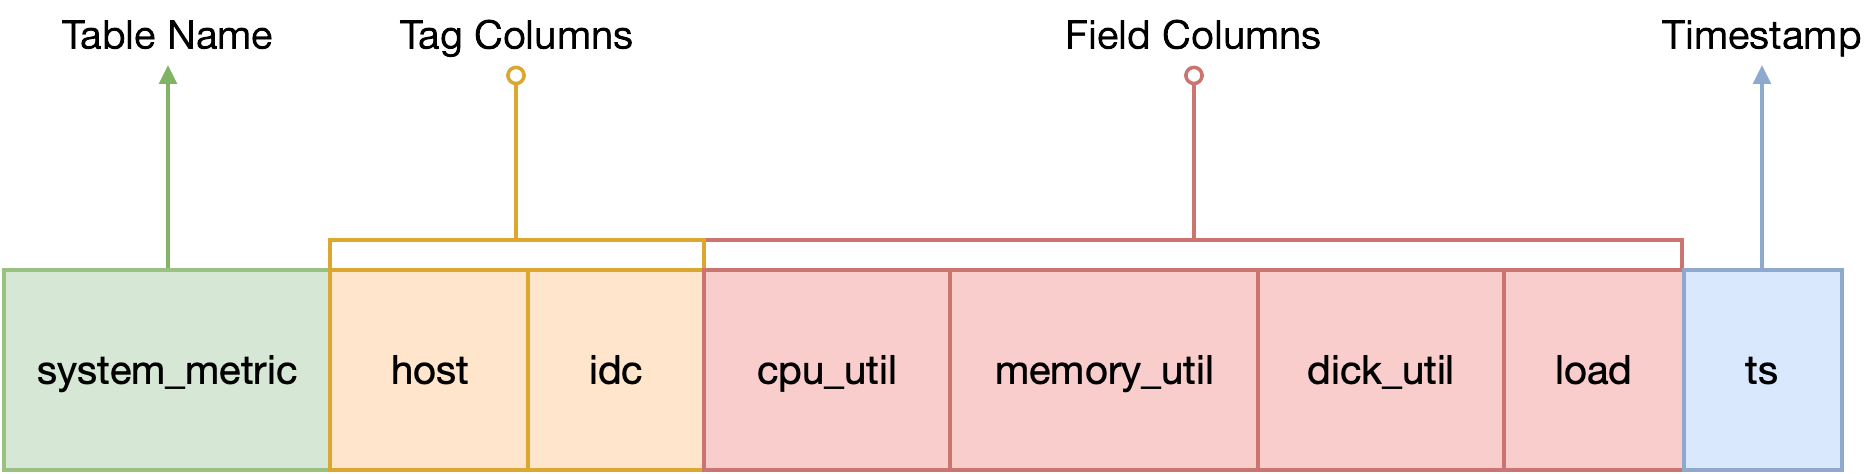 Table Name Tag Columns Field Columns Timestamp
system_metric host idc cpu_util memory_util dick_util load ts